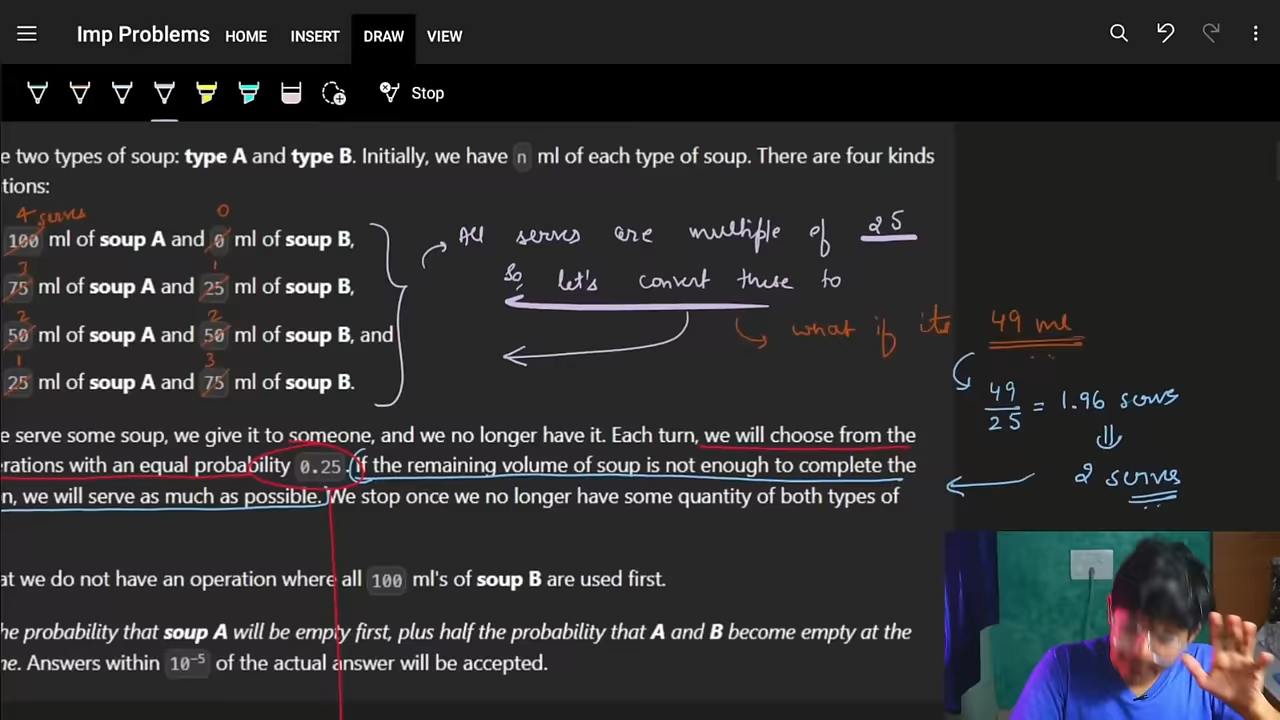 Imp Problems HOME INSERT DRAW VIEW
Stop
e two types of soup: type A and type B. Initially, we have n ml of each type of soup. There are four kinds
tions:
4 serves 0
100 ml of soup A and 0 ml of soup B,
3 1
75 ml of soup A and 25 ml of soup B,
2 2
50 ml of soup A and 50 ml of soup B, and
1 3
25 ml of soup A and 75 ml of soup B.
All serves are multiple of 25
So, let's convert these to
what if its 49 ml
49/25 = 1.96 servs
⇓
2 serves
e serve some soup, we give it to someone, and we no longer have it. Each turn, we will choose from the
erations with an equal probability 0.25. If the remaining volume of soup is not enough to complete the
n, we will serve as much as possible. We stop once we no longer have some quantity of both types of
at we do not have an operation where all 100 ml's of soup B are used first.
he probability that soup A will be empty first, plus half the probability that A and B become empty at the
ne. Answers within 10⁻⁵ of the actual answer will be accepted.